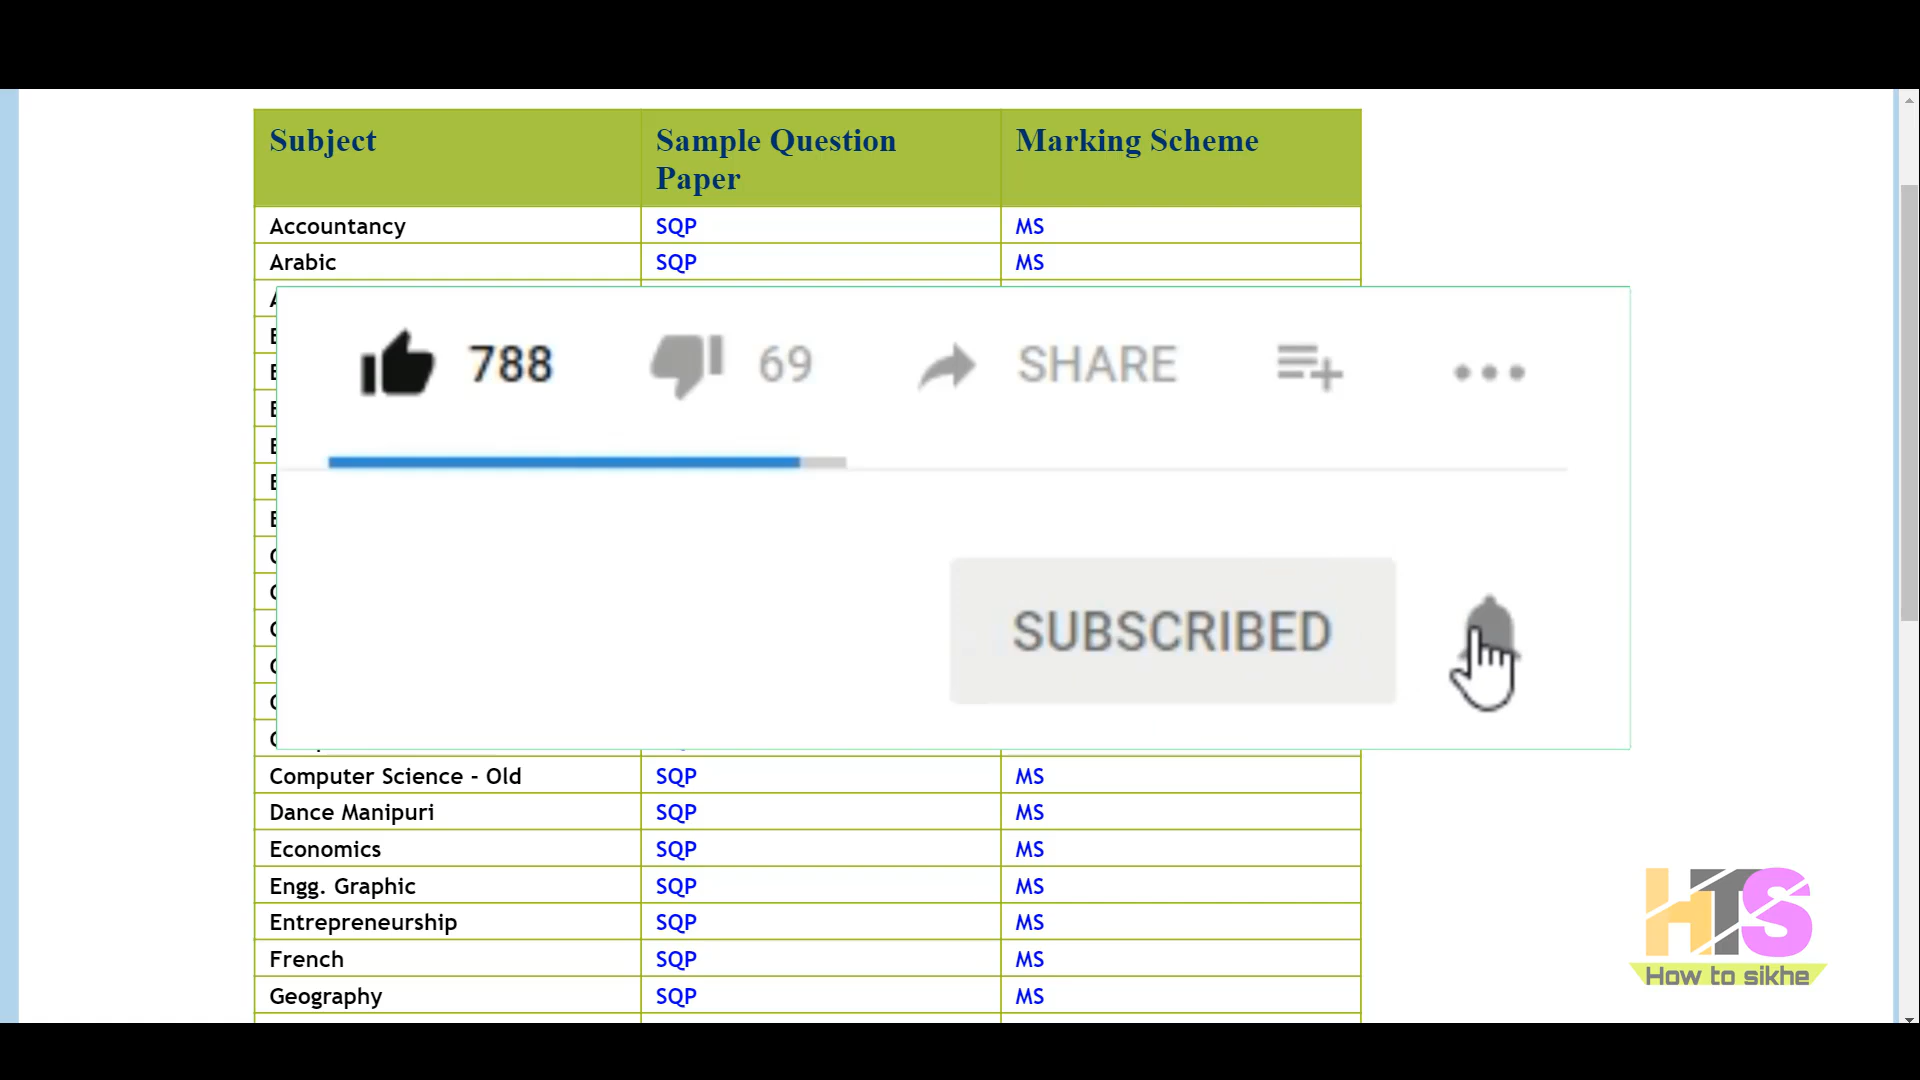 Subject Sample Question Paper Marking Scheme
Accountancy SQP MS
Arabic SQP MS
788 69 SHARE
SUBSCRIBED
Computer Science - Old SQP MS
Dance Manipuri SQP MS
Economics SQP MS
Engg. Graphic SQP MS
Entrepreneurship SQP MS
French SQP MS
Geography SQP MS
HTS
How to sikhe